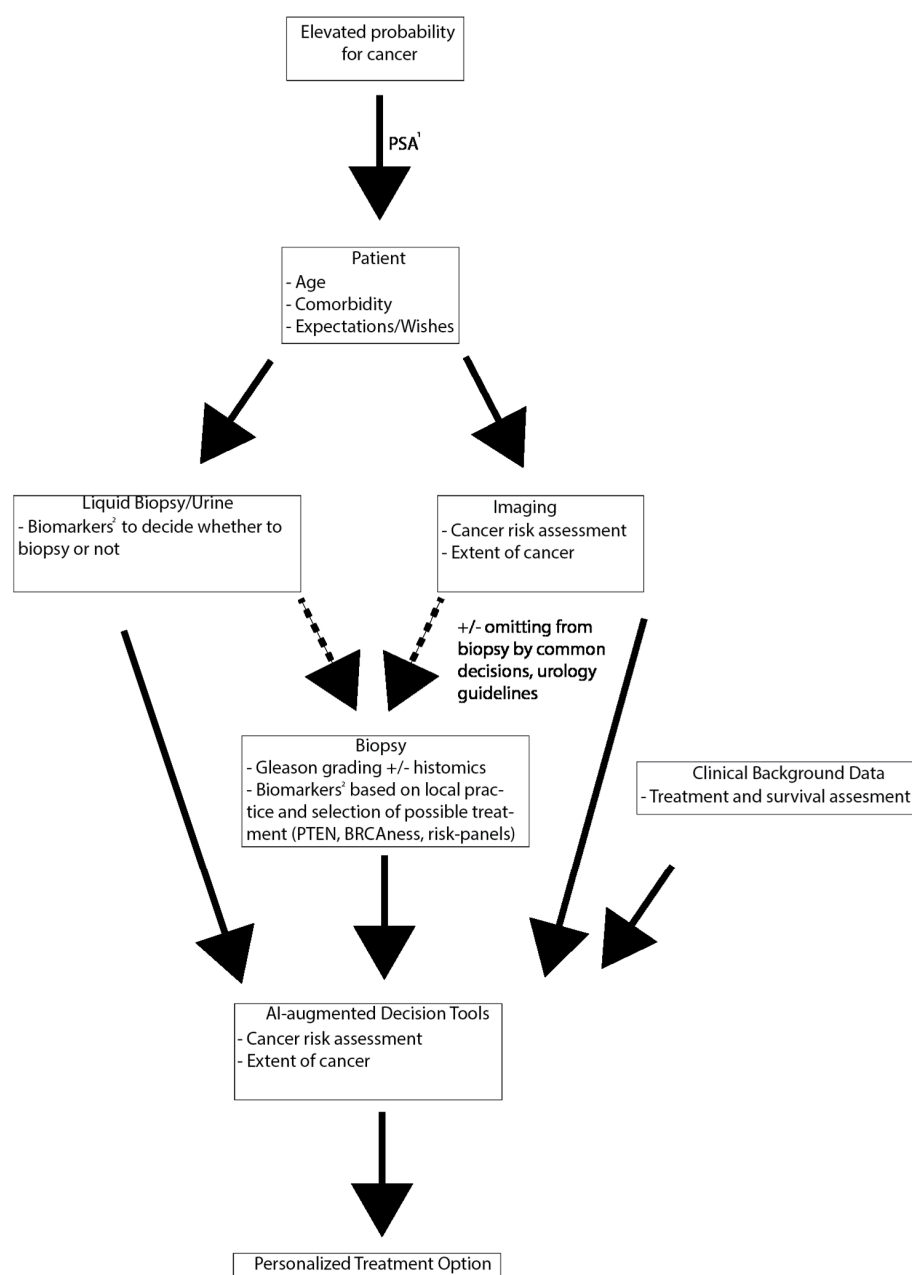 Elevated probability
for cancer
PSA¹
Patient
- Age
- Comorbidity
- Expectations/Wishes
Liquid Biopsy/Urine
- Biomarkers² to decide whether to
biopsy or not
Imaging
- Cancer risk assessment
- Extent of cancer
+/- omitting from
biopsy by common
decisions, urology
guidelines
Biopsy
- Gleason grading +/- histomics
- Biomarkers² based on local prac-
tice and selection of possible treat-
ment (PTEN, BRCAness, risk-panels)
Clinical Background Data
- Treatment and survival assesment
AI-augmented Decision Tools
- Cancer risk assessment
- Extent of cancer
Personalized Treatment Option